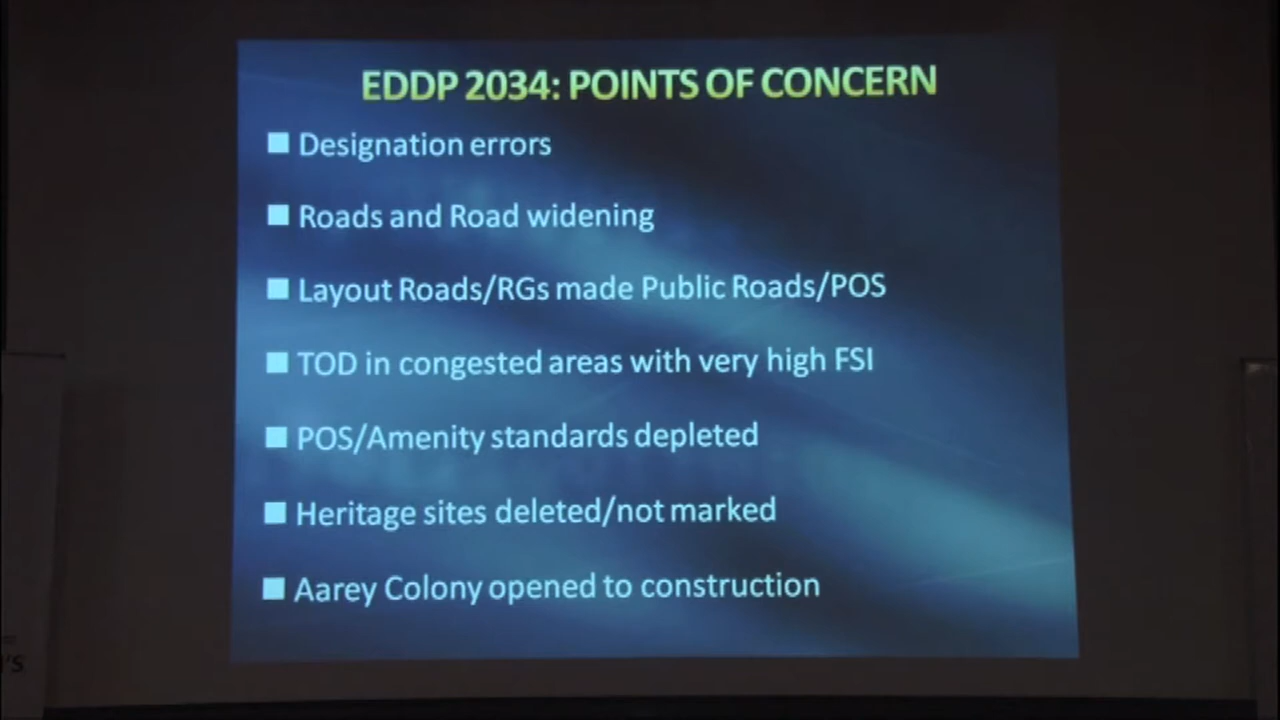 EDDP 2034: POINTS OF CONCERN
Designation errors
Roads and Road widening
Layout Roads/RGs made Public Roads/POS
TOD in congested areas with very high FSI
POS/Amenity standards depleted
Heritage sites deleted/not marked
Aarey Colony opened to construction
'S